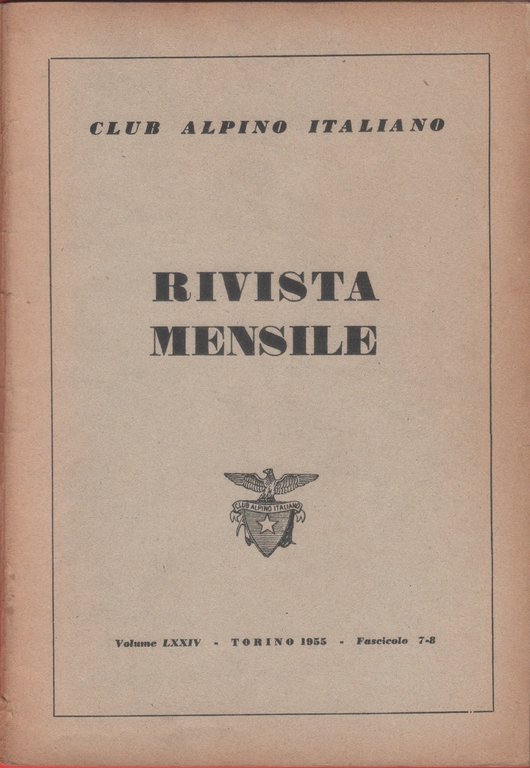 CLUB ALPINO ITALIANO
RIVISTA
MENSILE
CLUB ALPINO ITALIANO
Volume LXXIV - TORINO 1955 - Fascicolo 7-8